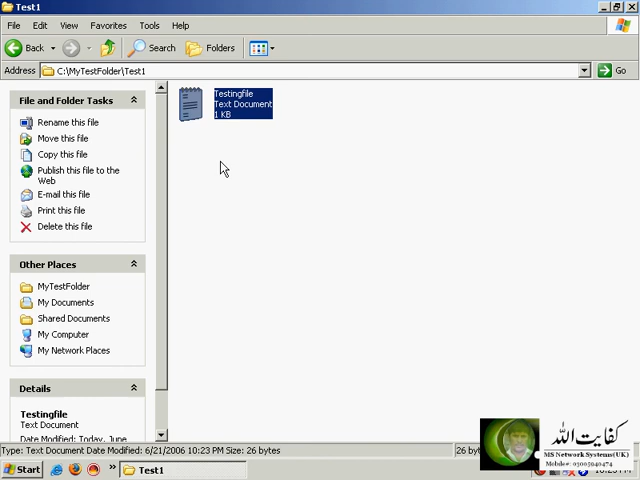 Test1
File Edit View Favorites Tools Help
Back Search Folders
Address C:\MyTestFolder\Test1 Go
File and Folder Tasks
Rename this file
Move this file
Copy this file
Publish this file to the
Web
E-mail this file
Print this file
Delete this file
Other Places
MyTestFolder
My Documents
Shared Documents
My Computer
My Network Places
Details
Testingfile
Text Document
Date Modified: Today, June
Testingfile
Text Document
1 KB
کفایت اللہ
MS Network Systems(UK)
Mobile# 03005940474
Type: Text Document Date Modified: 6/21/2006 10:23 PM Size: 26 bytes
26 by
Start » Test1